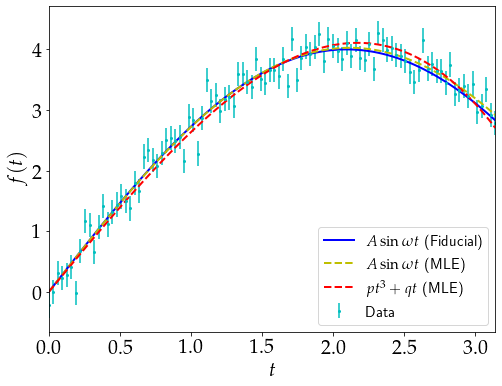 f(t)
4
3
2
1
0
A sin ωt (Fiducial)
A sin ωt (MLE)
pt³ + qt (MLE)
Data
0.0 0.5 1.0 1.5 2.0 2.5 3.0
t